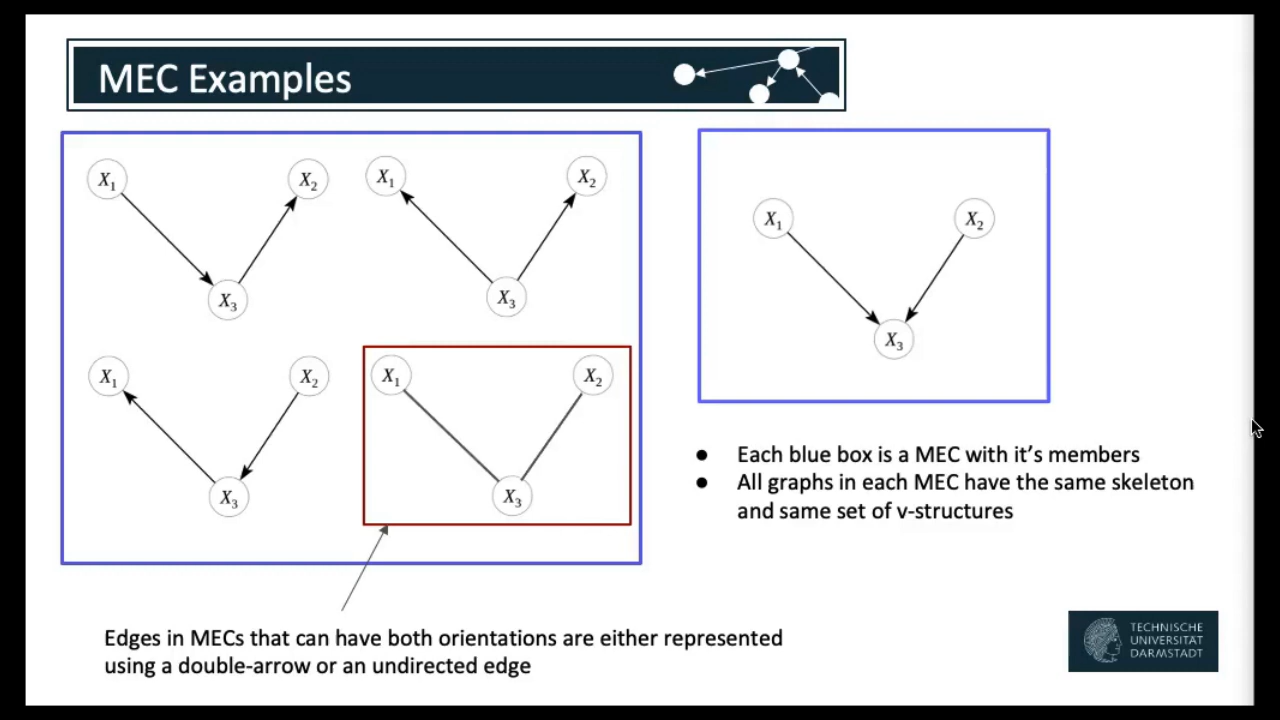 MEC Examples
X1
X2
X3
X1
X2
X3
X1
X2
X3
X1
X2
X3
X1
X2
X3
● Each blue box is a MEC with it's members
● All graphs in each MEC have the same skeleton
and same set of v-structures
Edges in MECs that can have both orientations are either represented
using a double-arrow or an undirected edge
TECHNISCHE
UNIVERSITÄT
DARMSTADT